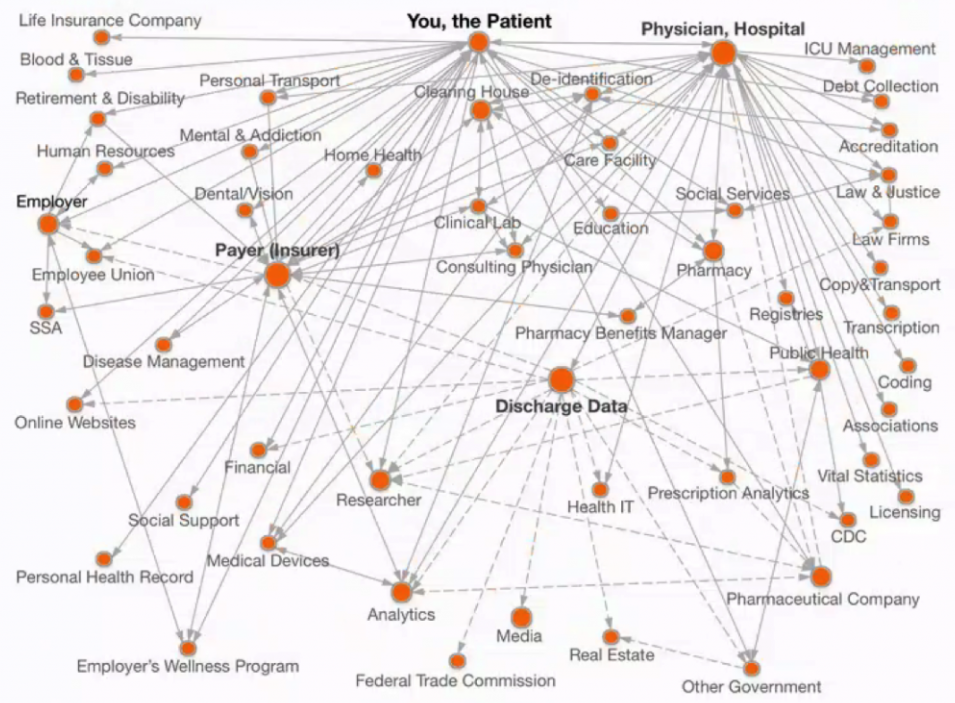 Life Insurance Company
You, the Patient
Physician, Hospital
Blood & Tissue
ICU Management
Personal Transport
De-identification
Debt Collection
Retirement & Disability
Clearing House
Mental & Addiction
Accreditation
Human Resources
Home Health
Care Facility
Employer
Dental/Vision
Social Services
Law & Justice
Clinical Lab
Education
Law Firms
Payer (Insurer)
Employee Union
Consulting Physician
Pharmacy
Copy&Transport
SSA
Pharmacy Benefits Manager
Registries
Transcription
Disease Management
Public Health
Coding
Online Websites
Discharge Data
Associations
Financial
Vital Statistics
Researcher
Health IT
Prescription Analytics
Social Support
Licensing
CDC
Personal Health Record
Medical Devices
Analytics
Pharmaceutical Company
Media
Real Estate
Employer's Wellness Program
Federal Trade Commission
Other Government